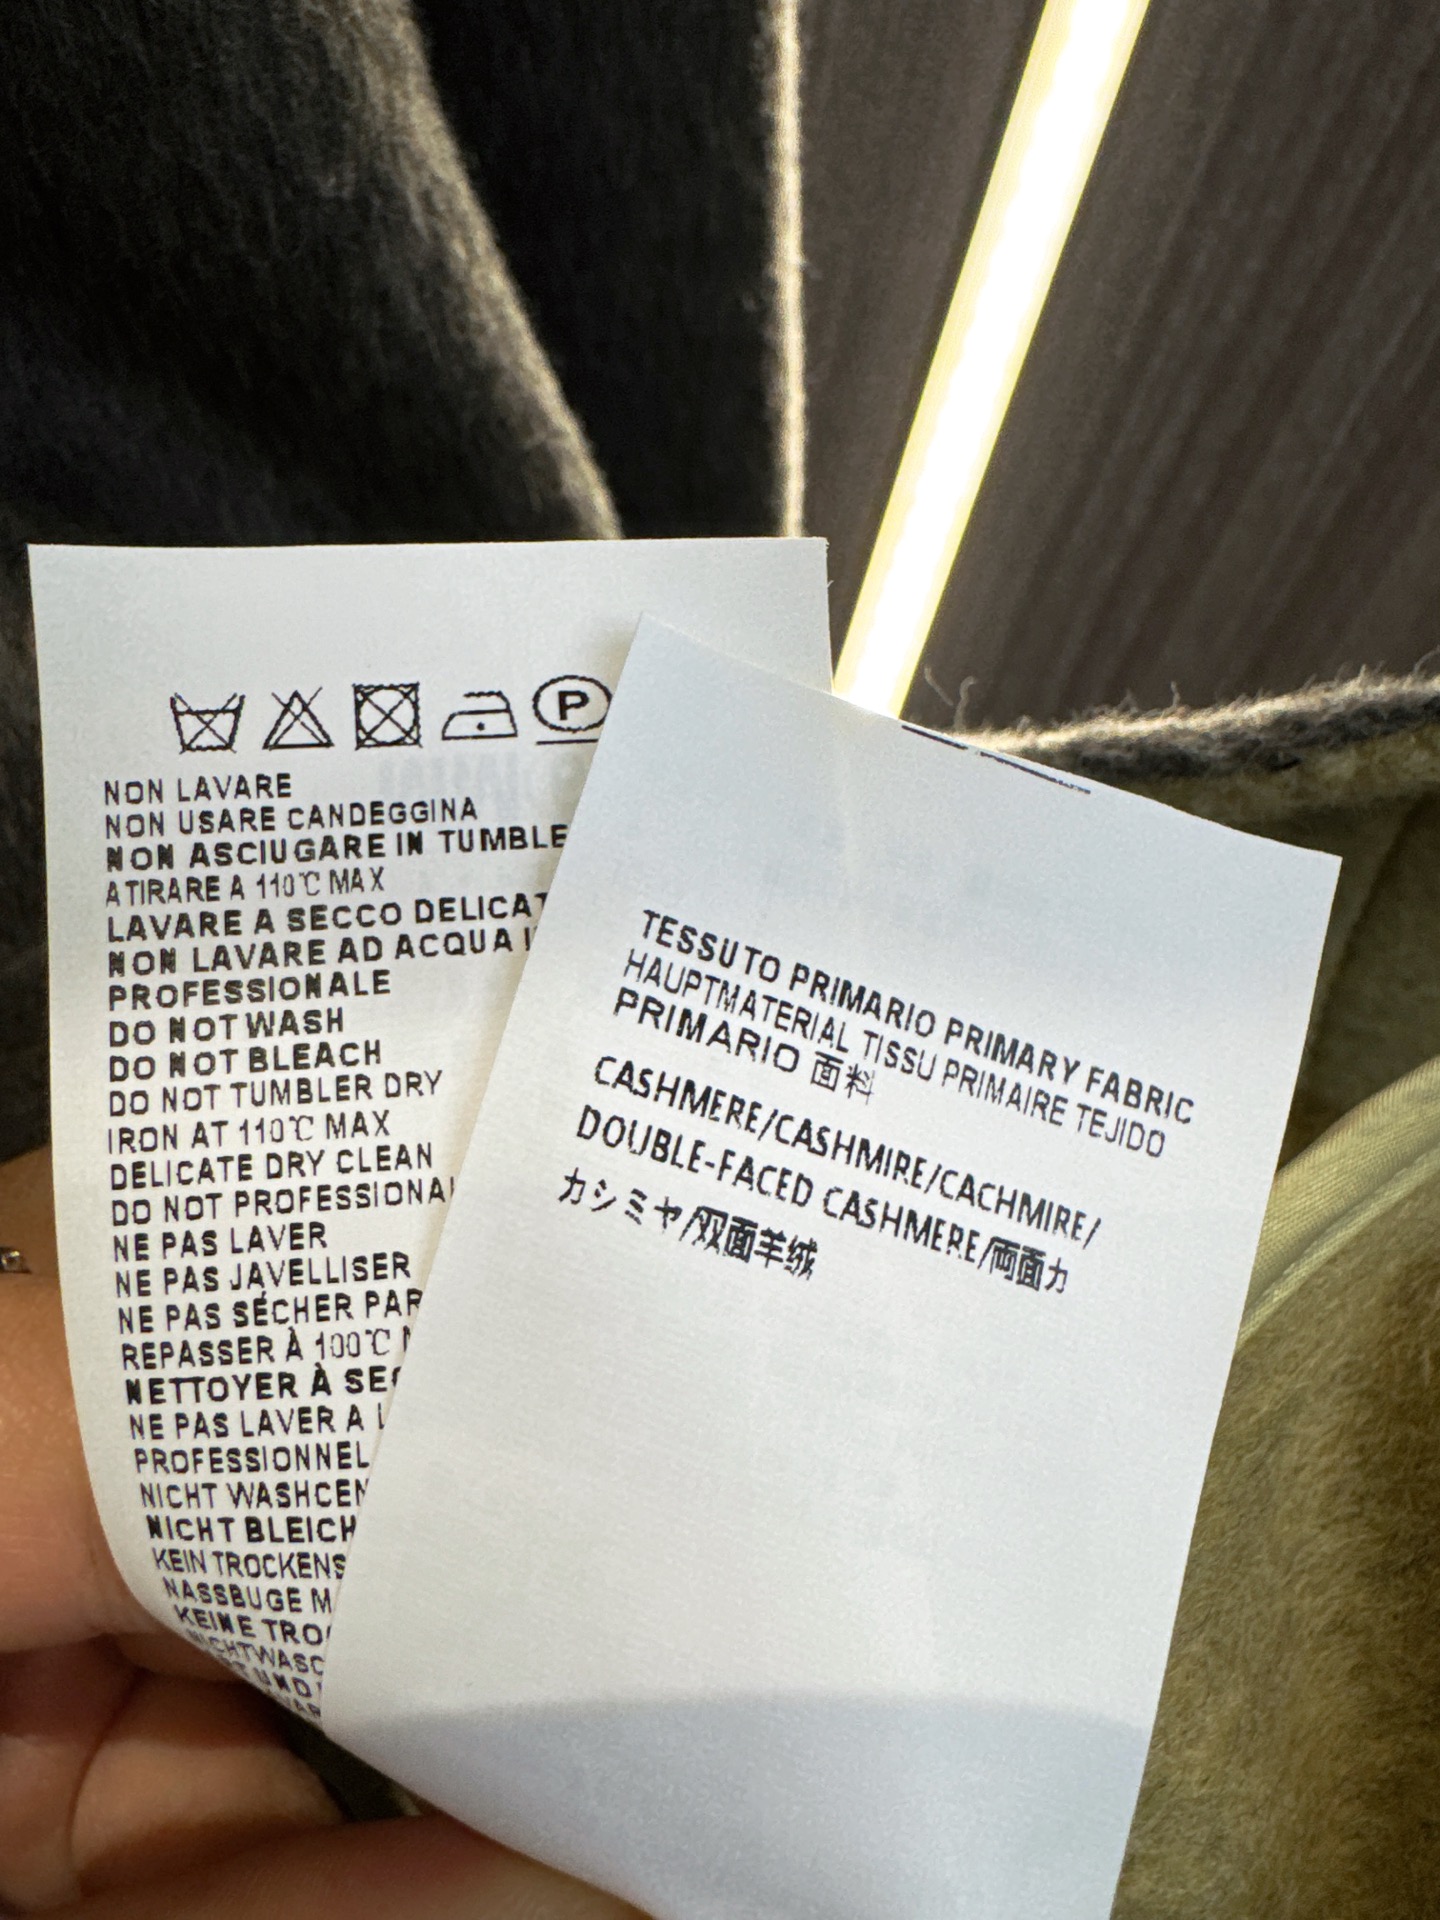 P
NON LAVARE
NON USARE CANDEGGINA
NON ASCIUGARE IN TUMBLE
ATIRARE A 110℃ MAX
LAVARE A SECCO DELICAT
NON LAVARE AD ACQUA
PROFESSIONALE
DO NOT WASH
DO NOT BLEACH
DO NOT TUMBLER DRY
IRON AT 110℃ MAX
DELICATE DRY CLEAN
DO NOT PROFESSIONAL
NE PAS LAVER
NE PAS JAVELLISER
NE PAS SÉCHER PAR
REPASSER À 100℃
NETTOYER À SEC
NE PAS LAVER A
PROFESSIONNEL
NICHT WASHCEN
NICHT BLEICH
KEIN TROCKENS
NASSBUGE M
KEINE TRO
NICHTWASC
UND
TESSUTO PRIMARIO PRIMARY FABRIC
HAUPTMATERIAL TISSU PRIMAIRE TEJIDO
PRIMARIO 面料
CASHMERE/CASHMIRE/CACHMIRE/
DOUBLE-FACED CASHMERE/両面カ
カシミヤ/双面羊绒